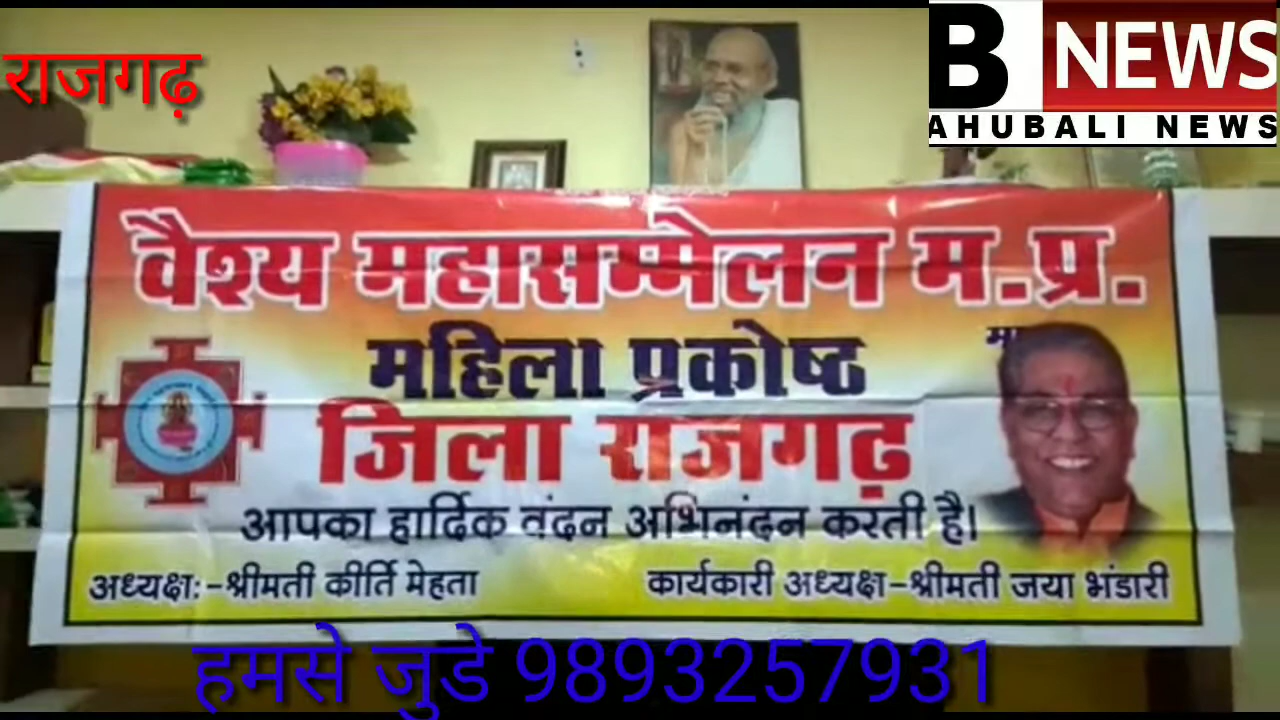 राजगढ़
B NEWS
AHUBALI NEWS
वैश्य महासम्मेलन म.प्र.
महिला प्रकोष्ठ
जिला राजगढ़
आपका हार्दिक वंदन अभिनंदन करती है।
अध्यक्षः-श्रीमती कीर्ति मेहता
कार्यकारी अध्यक्ष-श्रीमती जया भंडारी
हमसे जुडे 9893257931